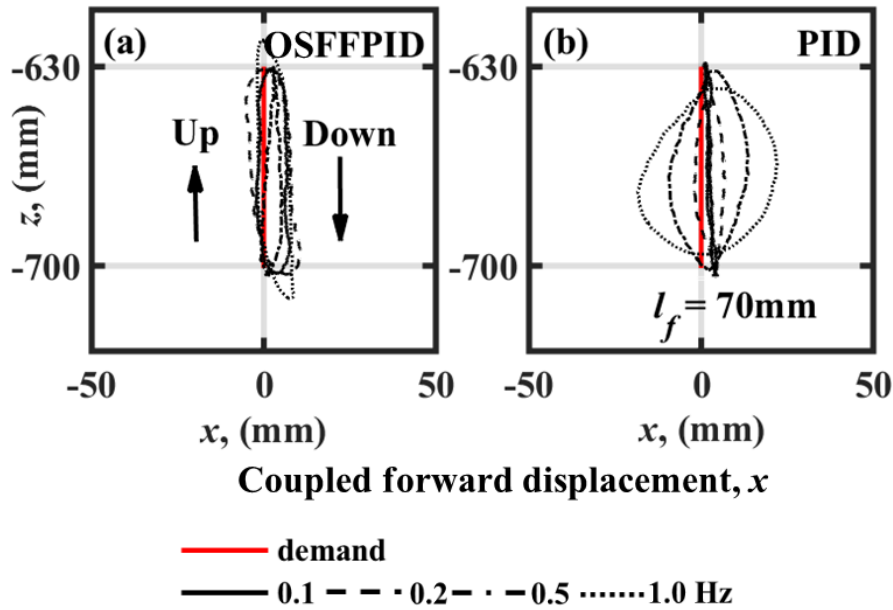 (a) OSFFPID
(b) PID
z, (mm)
-630
-700
Up
Down
-50 0 50
x, (mm)
-630
-700
l_f = 70mm
-50 0 50
x, (mm)
Coupled forward displacement, x
demand
0.1 0.2 0.5 1.0 Hz